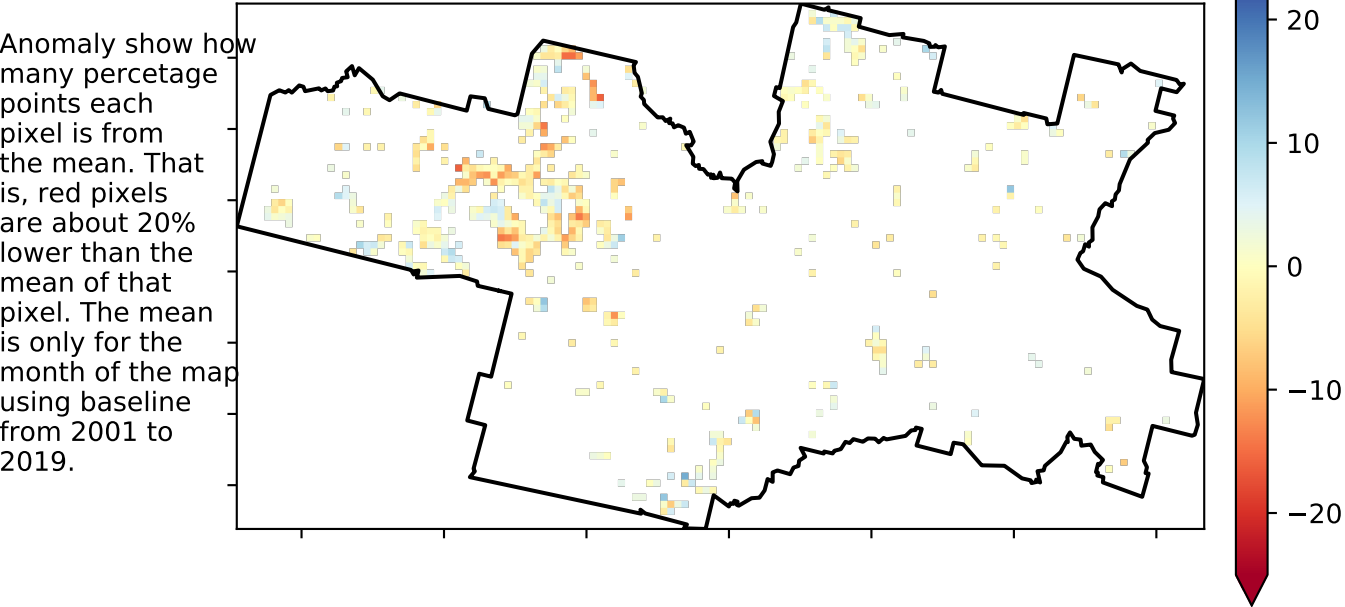 Anomaly show how
many percetage
points each
pixel is from
the mean. That
is, red pixels
are about 20%
lower than the
mean of that
pixel. The mean
is only for the
month of the map
using baseline
from 2001 to
2019.
20
10
0
−10
−20